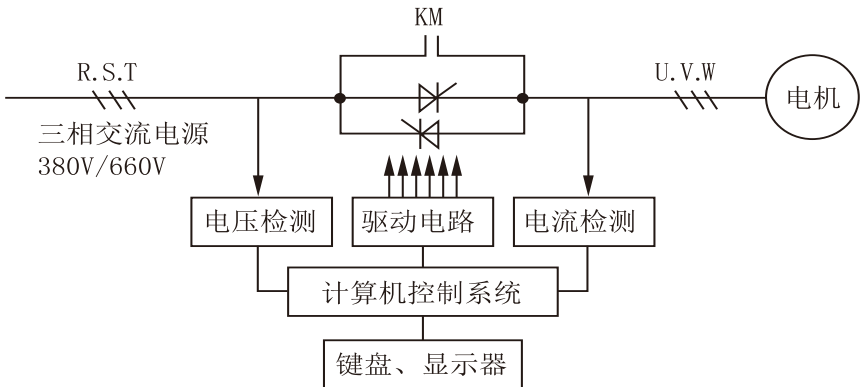 KM
R.S.T
U.V.W
电机
三相交流电源
380V/660V
电压检测
驱动电路
电流检测
计算机控制系统
键盘、显示器